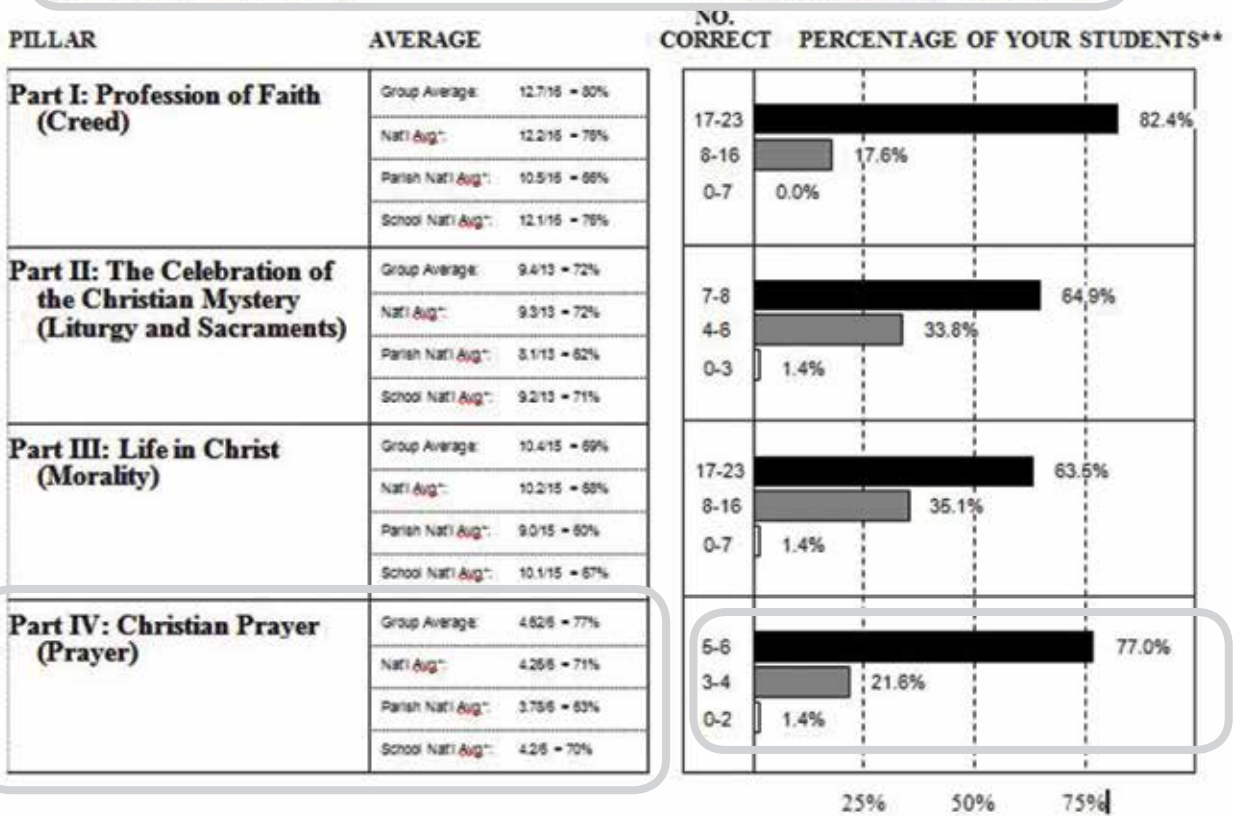 PILLAR AVERAGE NO. CORRECT PERCENTAGE OF YOUR STUDENTS**
Part I: Profession of Faith
(Creed)
Group Average: 12.7/16 = 80%
Nat'l Avg*: 12.2/16 = 76%
Parish Nat'l Avg*: 10.5/16 = 66%
School Nat'l Avg*: 12.1/16 = 76%
17-23 82.4%
8-16 17.6%
0-7 0.0%
Part II: The Celebration of
the Christian Mystery
(Liturgy and Sacraments)
Group Average: 9.4/13 = 72%
Nat'l Avg*: 9.3/13 = 72%
Parish Nat'l Avg*: 8.1/13 = 62%
School Nat'l Avg*: 9.2/13 = 71%
7-8 64.9%
4-6 33.8%
0-3 1.4%
Part III: Life in Christ
(Morality)
Group Average: 10.4/15 = 69%
Nat'l Avg*: 10.2/15 = 68%
Parish Nat'l Avg*: 9.0/15 = 60%
School Nat'l Avg*: 10.1/15 = 67%
17-23 63.5%
8-16 35.1%
0-7 1.4%
Part IV: Christian Prayer
(Prayer)
Group Average: 4.62/6 = 77%
Nat'l Avg*: 4.26/6 = 71%
Parish Nat'l Avg*: 3.78/6 = 63%
School Nat'l Avg*: 4.2/6 = 70%
5-6 77.0%
3-4 21.6%
0-2 1.4%
25% 50% 75%